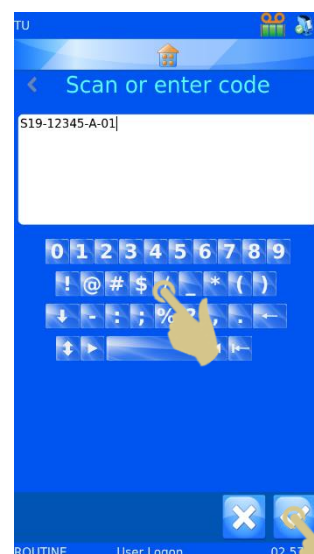 TU
Scan or enter code
S19-12345-A-01
0 1 2 3 4 5 6 7 8 9
! @ # $ _ * ( )
- : ; % ? , .
ROUTINE User Logon 02 57